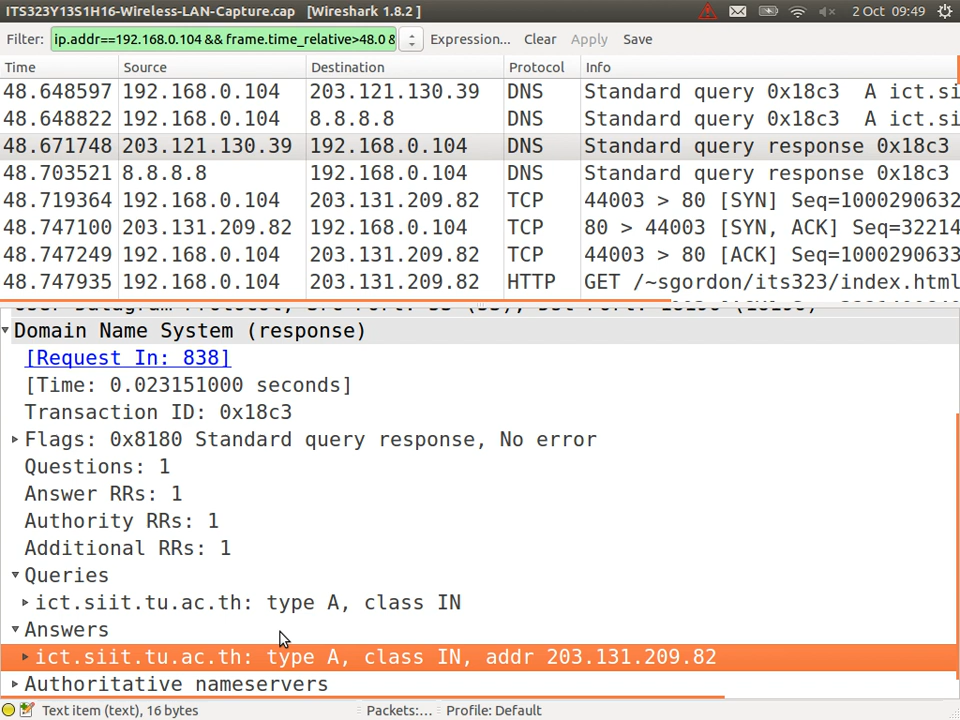 ITS323Y13S1H16-Wireless-LAN-Capture.cap [Wireshark 1.8.2 ] 2 Oct 09:49
Filter: ip.addr==192.168.0.104 && frame.time_relative>48.0 & Expression... Clear Apply Save
Time Source Destination Protocol Info
48.648597 192.168.0.104 203.121.130.39 DNS Standard query 0x18c3 A ict.si
48.648822 192.168.0.104 8.8.8.8 DNS Standard query 0x18c3 A ict.si
48.671748 203.121.130.39 192.168.0.104 DNS Standard query response 0x18c3
48.703521 8.8.8.8 192.168.0.104 DNS Standard query response 0x18c3
48.719364 192.168.0.104 203.131.209.82 TCP 44003 > 80 [SYN] Seq=1000290632
48.747100 203.131.209.82 192.168.0.104 TCP 80 > 44003 [SYN, ACK] Seq=32214
48.747249 192.168.0.104 203.131.209.82 TCP 44003 > 80 [ACK] Seq=1000290633
48.747935 192.168.0.104 203.131.209.82 HTTP GET /~sgordon/its323/index.html
Domain Name System (response)
[Request In: 838]
[Time: 0.023151000 seconds]
Transaction ID: 0x18c3
Flags: 0x8180 Standard query response, No error
Questions: 1
Answer RRs: 1
Authority RRs: 1
Additional RRs: 1
Queries
ict.siit.tu.ac.th: type A, class IN
Answers
ict.siit.tu.ac.th: type A, class IN, addr 203.131.209.82
Authoritative nameservers
Text item (text), 16 bytes Packets:... Profile: Default